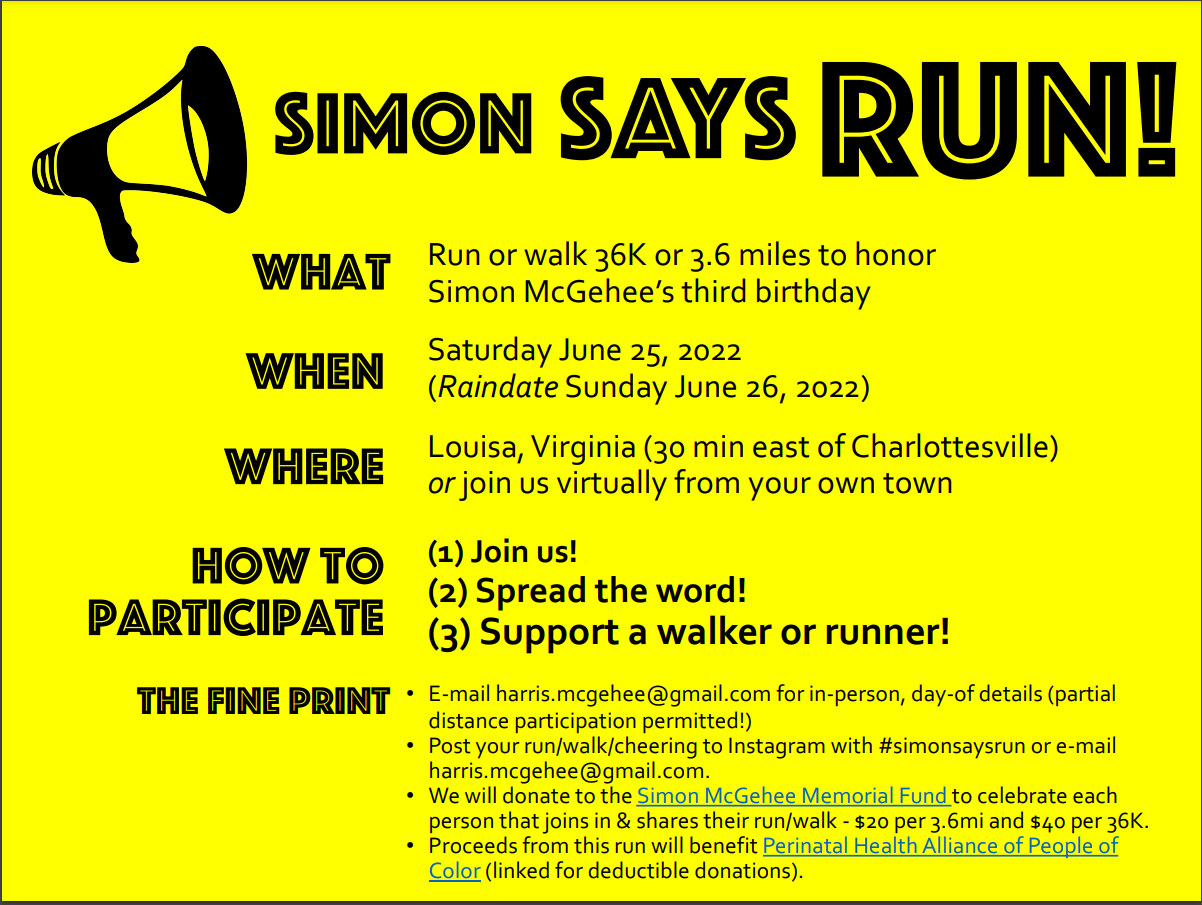 SIMON SAYS RUN!
WHAT
Run or walk 36K or 3.6 miles to honor
Simon McGehee’s third birthday
WHEN
Saturday June 25, 2022
(Raindate Sunday June 26, 2022)
WHERE
Louisa, Virginia (30 min east of Charlottesville)
or join us virtually from your own town
HOW TO
PARTICIPATE
(1) Join us!
(2) Spread the word!
(3) Support a walker or runner!
THE FINE PRINT
• E-mail harris.mcgehee@gmail.com for in-person, day-of details (partial
distance participation permitted!)
• Post your run/walk/cheering to Instagram with #simonsaysrun or e-mail
harris.mcgehee@gmail.com.
• We will donate to the Simon McGehee Memorial Fund to celebrate each
person that joins in & shares their run/walk - $20 per 3.6mi and $40 per 36K.
• Proceeds from this run will benefit Perinatal Health Alliance of People of
Color (linked for deductible donations).